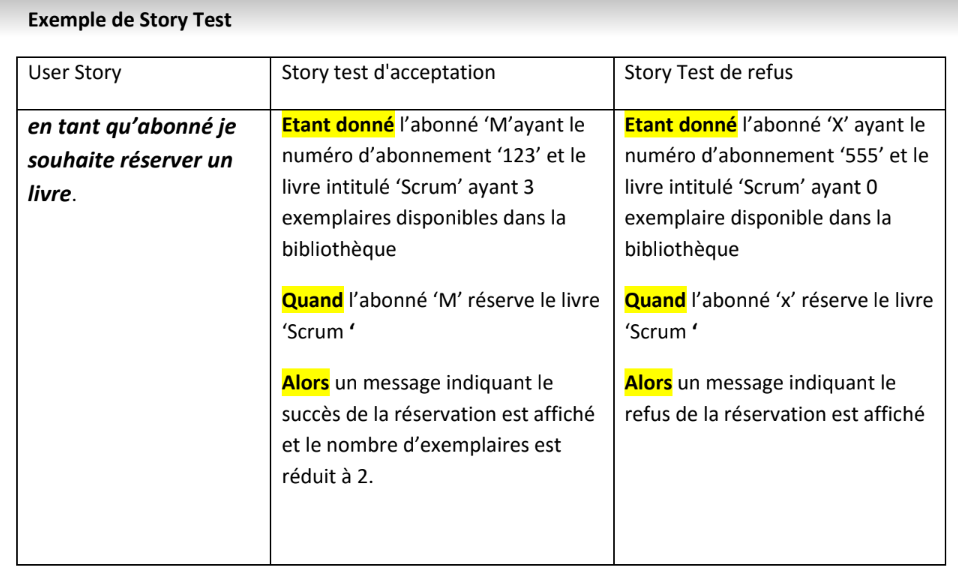 Exemple de Story Test
User Story
Story test d'acceptation
Story Test de refus
en tant qu’abonné je
souhaite réserver un
livre.
Etant donné l’abonné ‘M’ayant le
numéro d’abonnement ‘123’ et le
livre intitulé ‘Scrum’ ayant 3
exemplaires disponibles dans la
bibliothèque
Quand l’abonné ‘M’ réserve le livre
‘Scrum ‘
Alors un message indiquant le
succès de la réservation est affiché
et le nombre d’exemplaires est
réduit à 2.
Etant donné l’abonné ‘X’ ayant le
numéro d’abonnement ‘555’ et le
livre intitulé ‘Scrum’ ayant 0
exemplaire disponible dans la
bibliothèque
Quand l’abonné ‘x’ réserve le livre
‘Scrum ‘
Alors un message indiquant le
refus de la réservation est affiché